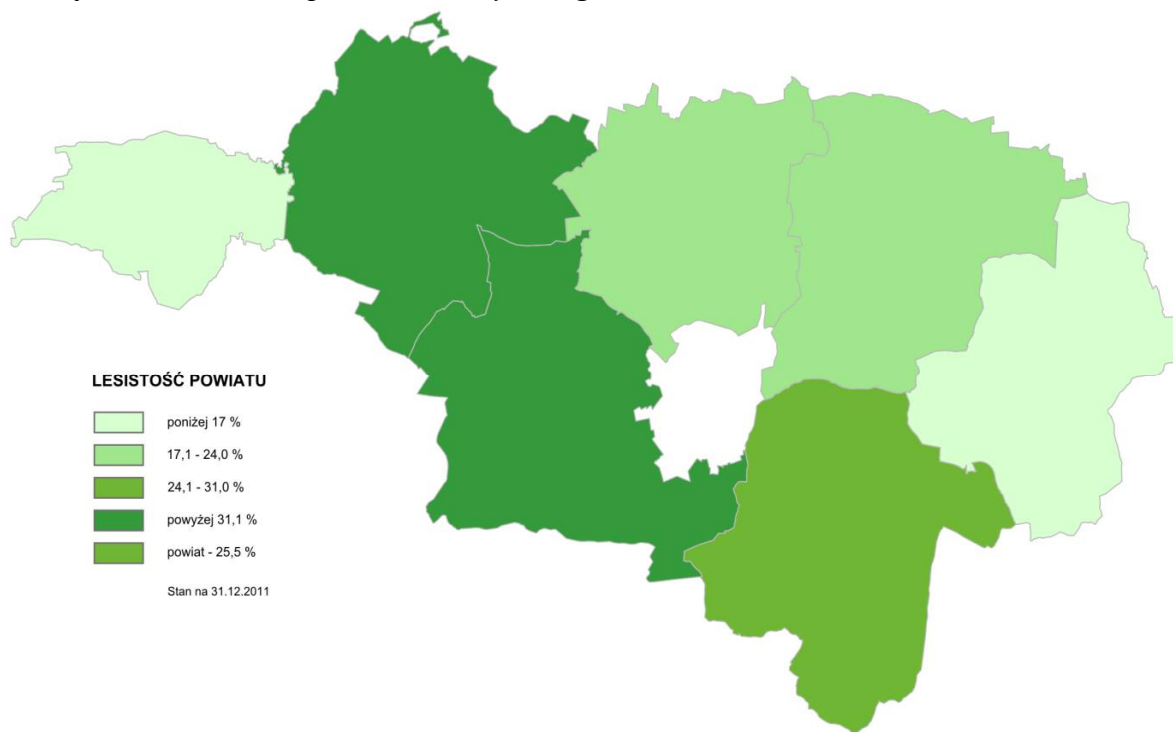 LESISTOŚĆ POWIATU
poniżej 17 %
17,1 - 24,0 %
24,1 - 31,0 %
powyżej 31,1 %
powiat - 25,5 %
Stan na 31.12.2011